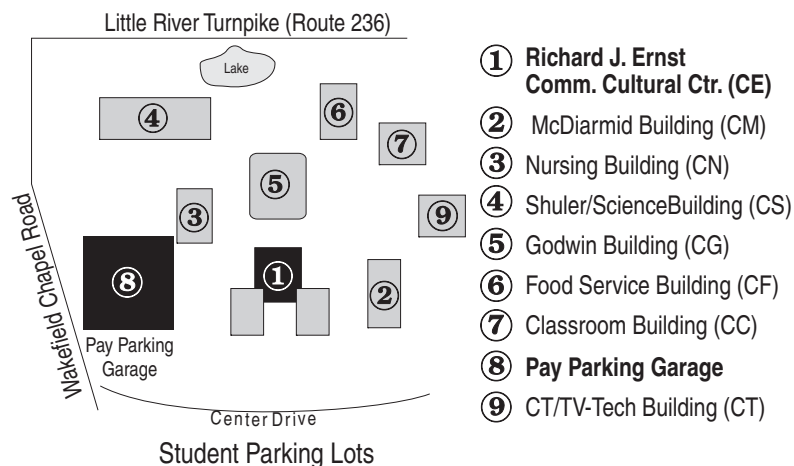 Little River Turnpike (Route 236)
Lake
4
6
7
5
3
9
8
1
2
Wakefield Chapel Road
Pay Parking
Garage
Center Drive
Student Parking Lots
1 Richard J. Ernst
Comm. Cultural Ctr. (CE)
2 McDiarmid Building (CM)
3 Nursing Building (CN)
4 Shuler/ScienceBuilding (CS)
5 Godwin Building (CG)
6 Food Service Building (CF)
7 Classroom Building (CC)
8 Pay Parking Garage
9 CT/TV-Tech Building (CT)